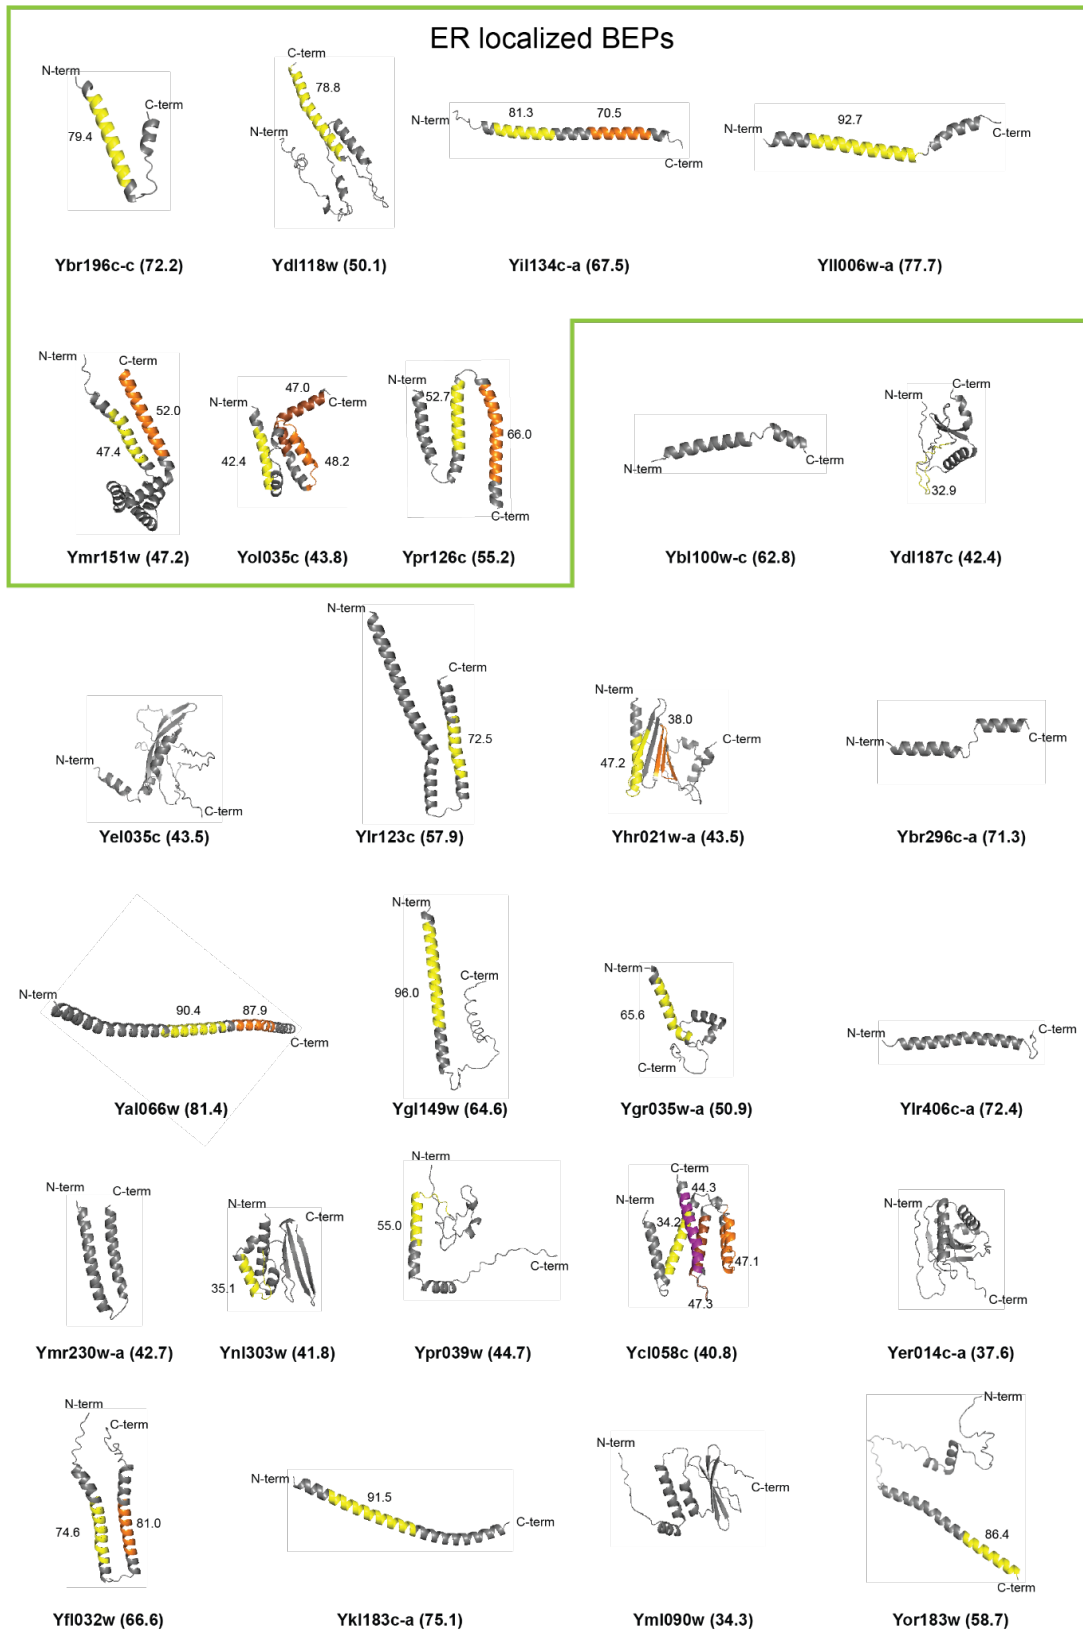 ER localized BEPs
N-term
C-term
79.4
Ybr196c-c (72.2)
C-term
78.8
N-term
Ydl118w (50.1)
N-term
81.3
70.5
C-term
Yil134c-a (67.5)
N-term
92.7
C-term
Yll006w-a (77.7)
N-term
C-term
52.0
47.4
Ymr151w (47.2)
N-term
47.0
C-term
42.4
48.2
Yol035c (43.8)
N-term
52.7
66.0
C-term
Ypr126c (55.2)
N-term
C-term
Ybl100w-c (62.8)
C-term
N-term
32.9
Ydl187c (42.4)
N-term
C-term
Yel035c (43.5)
N-term
C-term
72.5
Ylr123c (57.9)
N-term
38.0
C-term
47.2
Yhr021w-a (43.5)
N-term
C-term
Ybr296c-a (71.3)
N-term
90.4
87.9
C-term
Yal066w (81.4)
N-term
C-term
96.0
Ygl149w (64.6)
N-term
65.6
C-term
Ygr035w-a (50.9)
N-term
C-term
Ylr406c-a (72.4)
N-term
C-term
Ymr230w-a (42.7)
N-term
C-term
35.1
Ynl303w (41.8)
N-term
55.0
C-term
Ypr039w (44.7)
C-term
44.3
N-term
34.2
47.1
47.3
Ycl058c (40.8)
N-term
C-term
Yer014c-a (37.6)
N-term
C-term
74.6
81.0
Yfl032w (66.6)
N-term
91.5
C-term
Ykl183c-a (75.1)
N-term
C-term
Yml090w (34.3)
N-term
86.4
C-term
Yor183w (58.7)